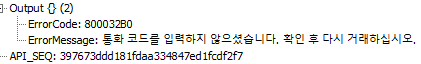 Output {} (2)
ErrorCode: 800032B0
ErrorMessage: 통화 코드를 입력하지 않으셨습니다. 확인 후 다시 거래하십시오.
API_SEQ: 397673ddd181fdaa334847ed1fcdf2f7